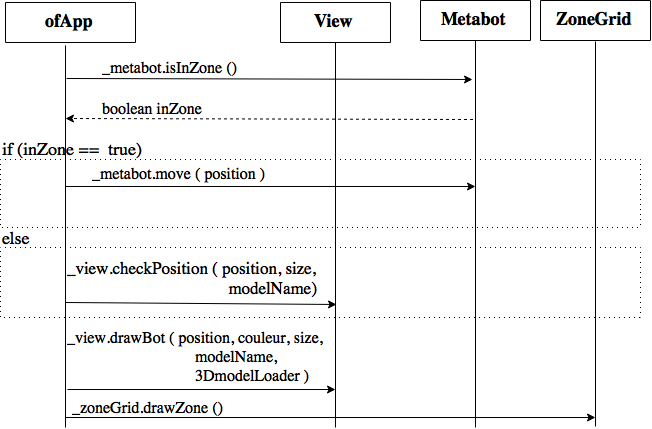 ofApp
View
Metabot
ZoneGrid
_metabot.isInZone ()
boolean inZone
if (inZone == true)
_metabot.move ( position )
else
_view.checkPosition ( position, size,
modelName)
_view.drawBot ( position, couleur, size,
modelName,
3DmodelLoader )
_zoneGrid.drawZone ()